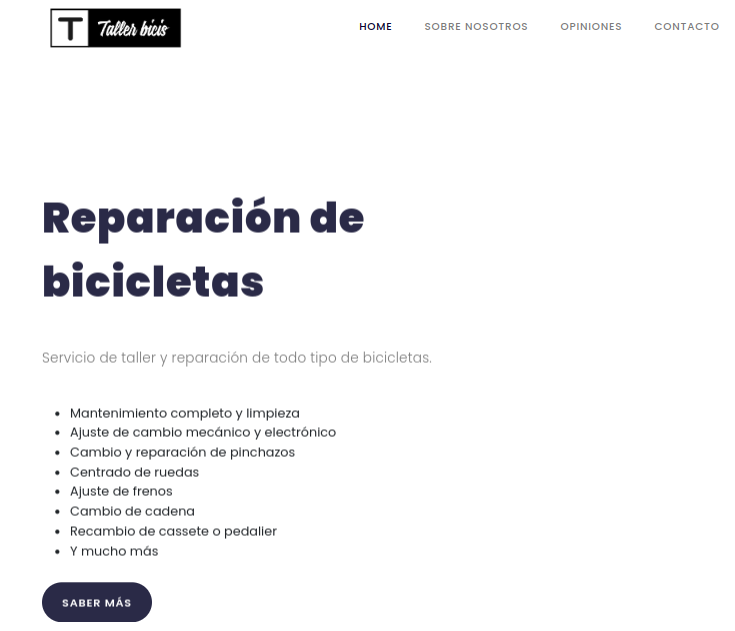 T Taller bicis
HOME SOBRE NOSOTROS OPINIONES CONTACTO
Reparación de
bicicletas
Servicio de taller y reparación de todo tipo de bicicletas.
• Mantenimiento completo y limpieza
• Ajuste de cambio mecánico y electrónico
• Cambio y reparación de pinchazos
• Centrado de ruedas
• Ajuste de frenos
• Cambio de cadena
• Recambio de cassete o pedalier
• Y mucho más
SABER MÁS